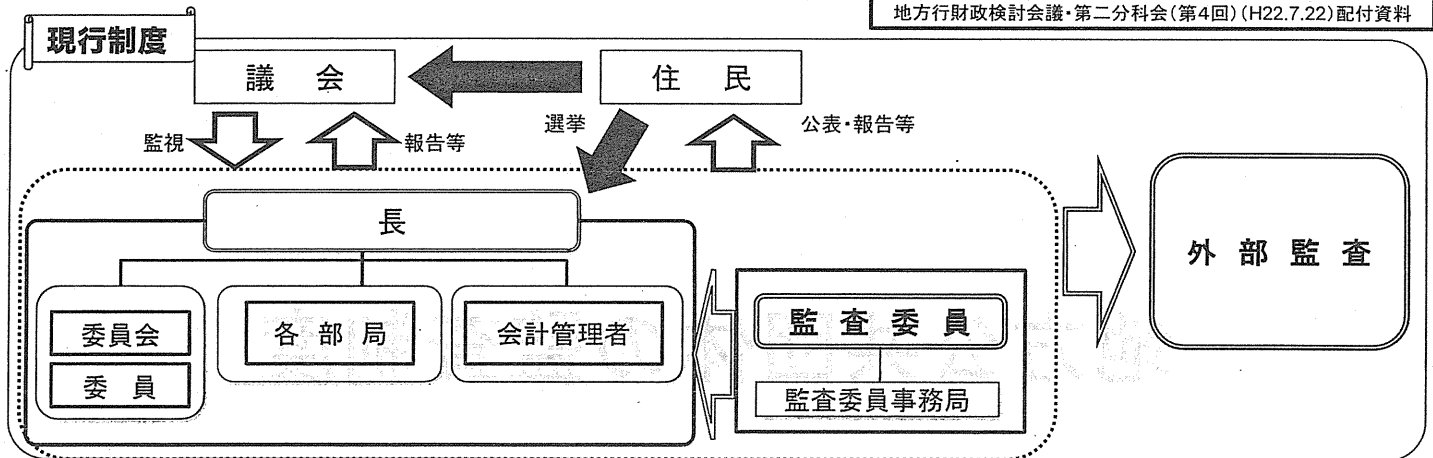 地方行財政検討会議・第二分科会(第4回)(H22.7.22)配付資料
現行制度
議 会
住 民
監視
報告等
選挙
公表・報告等
長
外 部 監 査
委員会
委 員
各 部 局
会計管理者
監 査 委 員
監査委員事務局